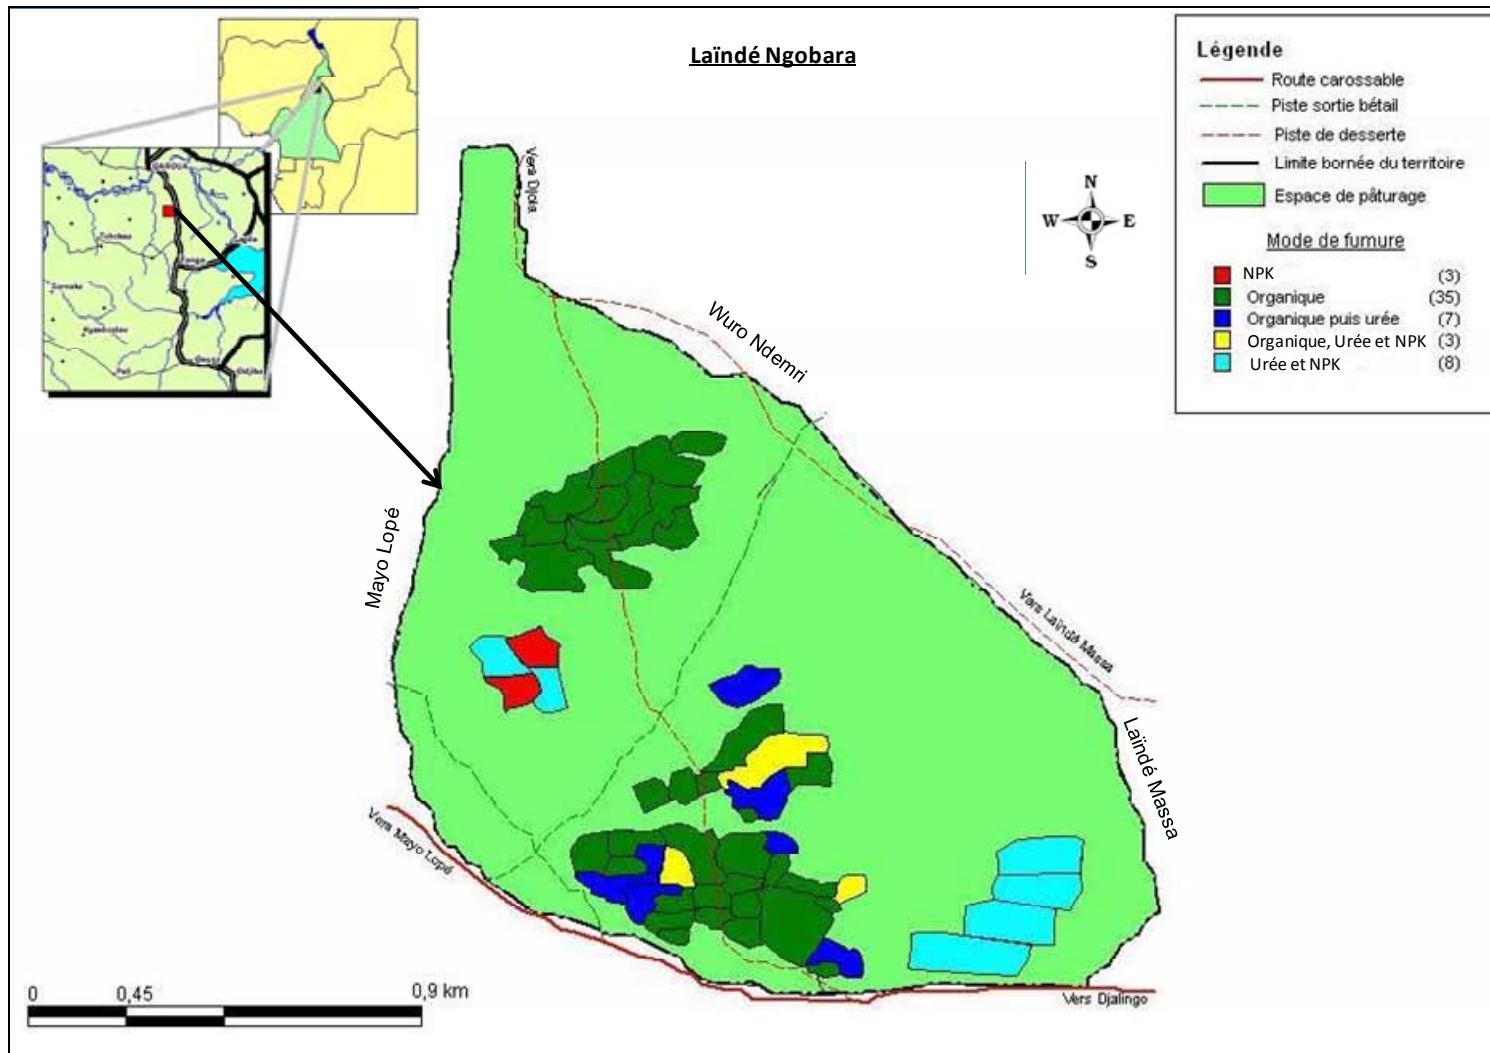 Laïndé Ngobara
Légende
Route carossable
Piste sortie bétail
Piste de desserte
Limite bornée du territoire
Espace de pâturage
Mode de fumure
NPK (3)
Organique (35)
Organique puis urée (7)
Organique, Urée et NPK (3)
Urée et NPK (8)
N
W E
S
GAROUA
Wuro Ndemri
Mayo Lopé
Vers Laïndé Massa
Laïndé Massa
Vers Mayo Lopé
Vers Djalingo
0 0,45 0,9 km